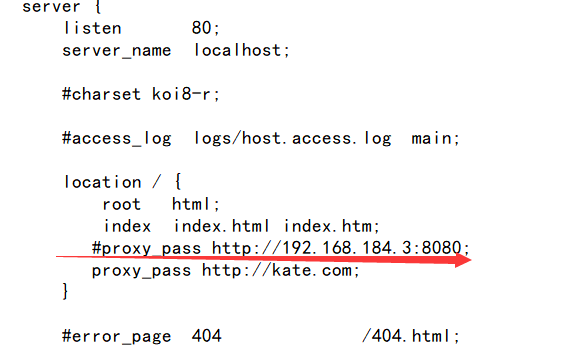 server {
listen 80;
server_name localhost;
#charset koi8-r;
#access_log logs/host.access.log main;
location / {
root html;
index index.html index.htm;
#proxy_pass http://192.168.184.3:8080;
proxy_pass http://kate.com;
}
#error_page 404 /404.html;